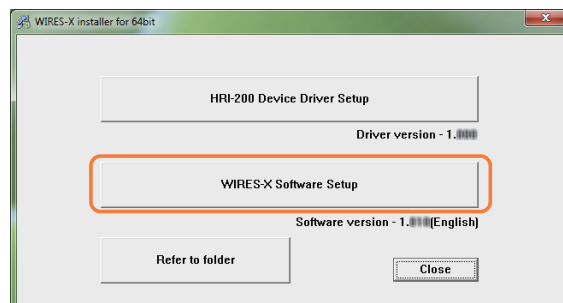 WIRES-X installer for 64bit
HRI-200 Device Driver Setup
Driver version - 1.
WIRES-X Software Setup
Software version - 1. (English)
Refer to folder
Close